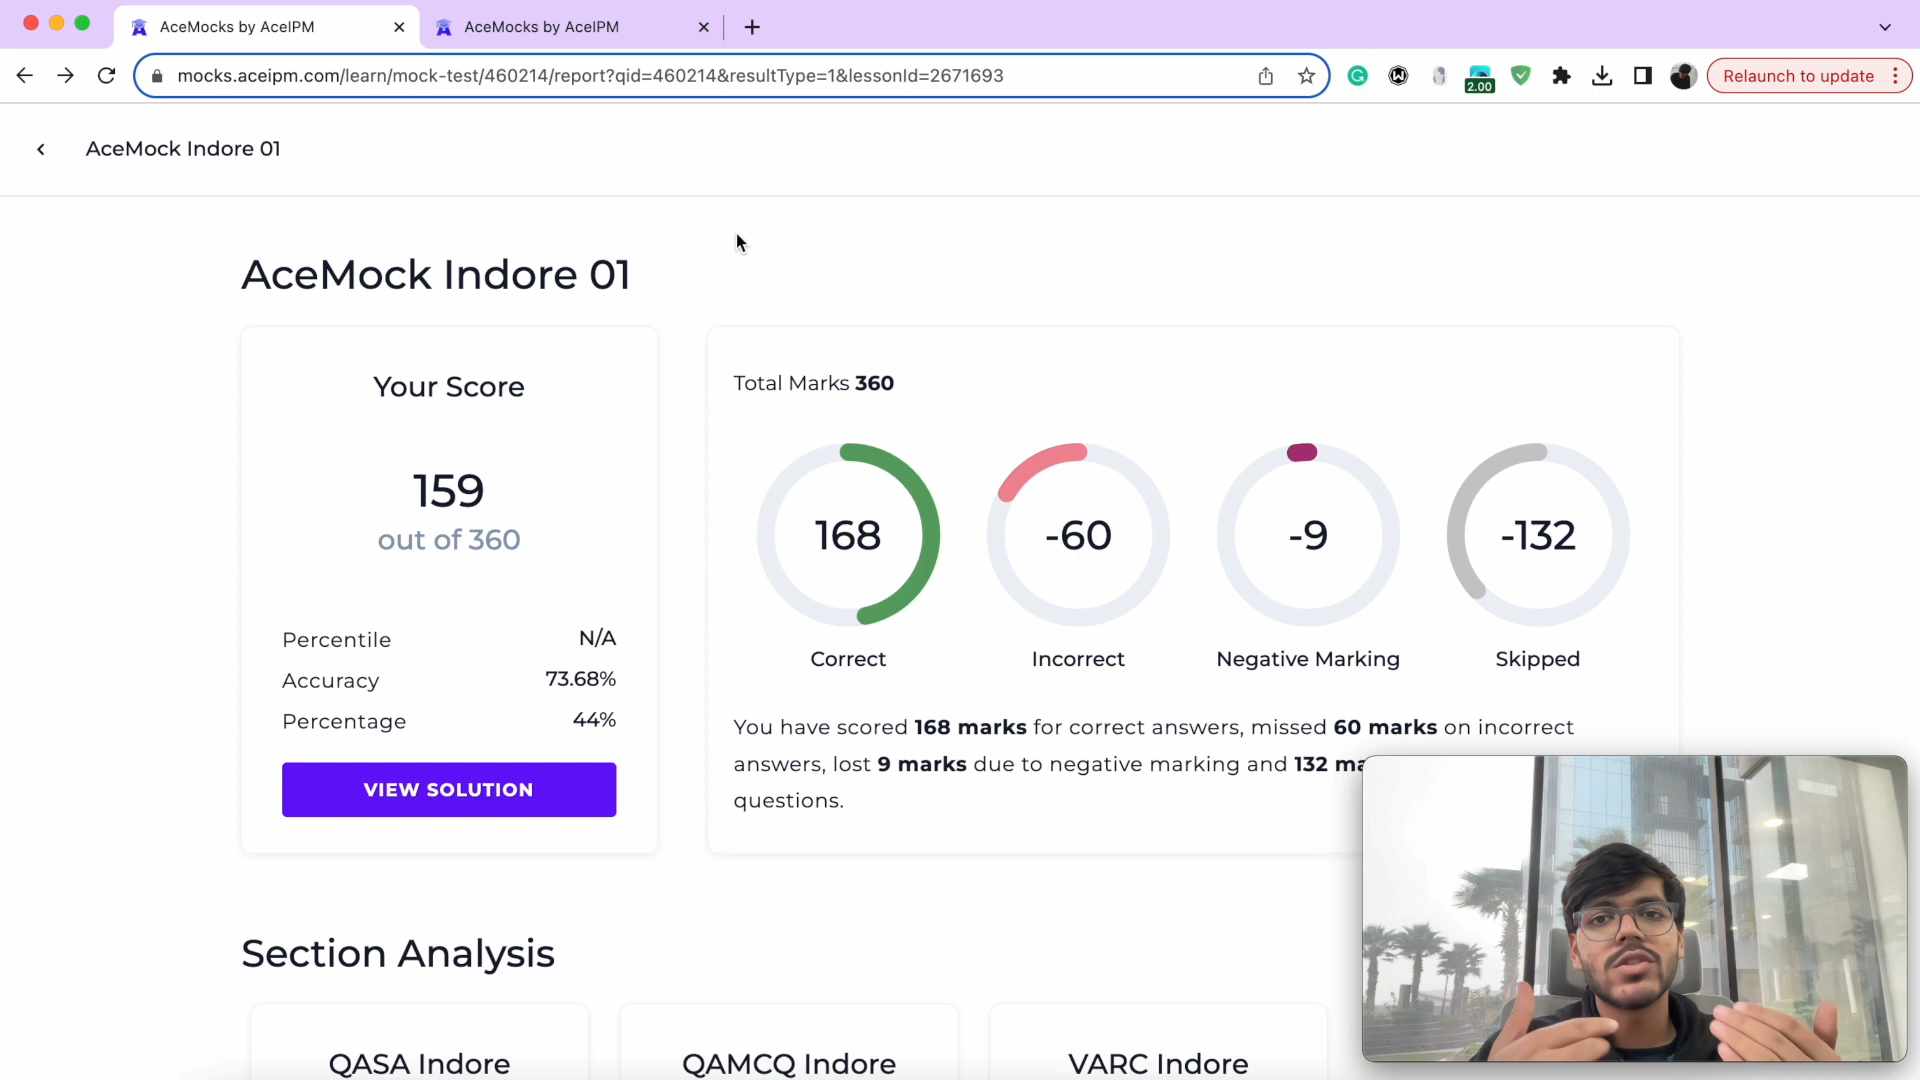 AceMocks by AceIPM
AceMocks by AceIPM
mocks.aceipm.com/learn/mock-test/460214/report?qid=460214&resultType=1&lessonId=2671693
2.00
Relaunch to update
AceMock Indore 01
AceMock Indore 01
Your Score
159
out of 360
Percentile N/A
Accuracy 73.68%
Percentage 44%
VIEW SOLUTION
Total Marks 360
168
-60
-9
-132
Correct
Incorrect
Negative Marking
Skipped
You have scored 168 marks for correct answers, missed 60 marks on incorrect
answers, lost 9 marks due to negative marking and 132
questions.
Section Analysis
QASA Indore
QAMCQ Indore
VARC Indore